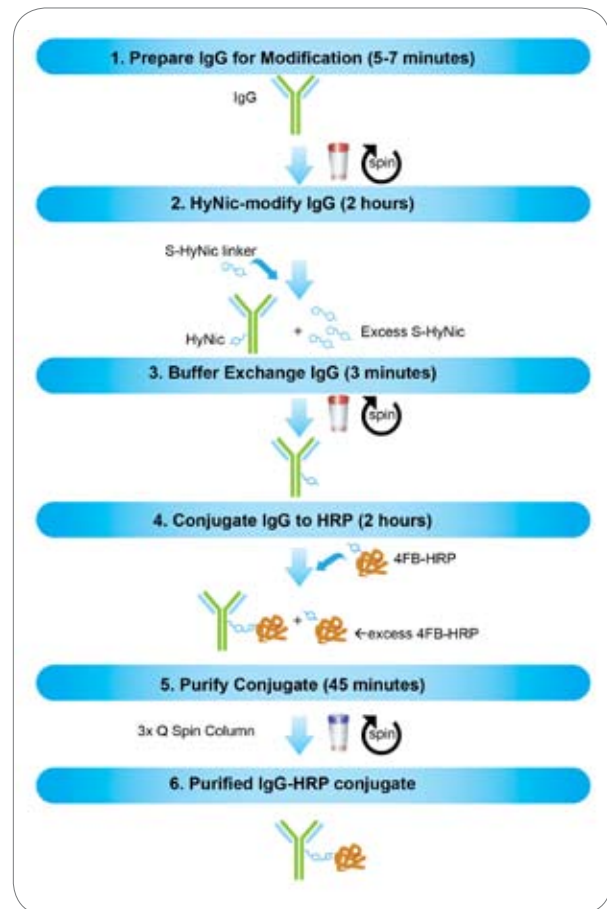 1. Prepare IgG for Modification (5-7 minutes)
IgG
spin
2. HyNic-modify IgG (2 hours)
S-HyNic linker
HyNic
+
Excess S-HyNic
3. Buffer Exchange IgG (3 minutes)
spin
4. Conjugate IgG to HRP (2 hours)
4FB-HRP
+
←excess 4FB-HRP
5. Purify Conjugate (45 minutes)
3x Q Spin Column
spin
6. Purified IgG-HRP conjugate